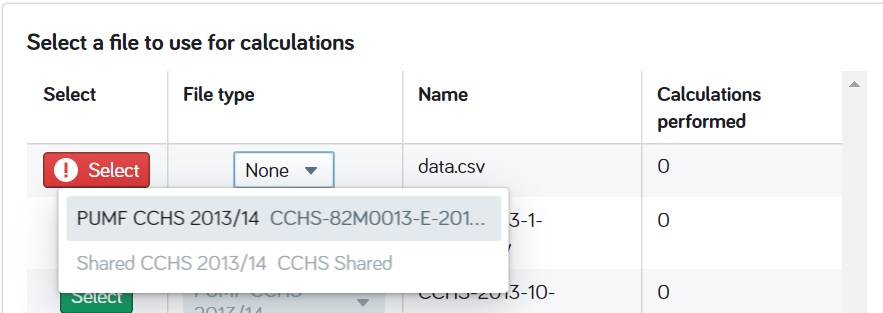 Select a file to use for calculations
Select File type Name Calculations
performed
! Select None data.csv 0
PUMF CCHS 2013/14 CCHS-82M0013-E-201... 3-1- 0
Shared CCHS 2013/14 CCHS Shared
Select PUMF CCHS CCHS-2013-10- 0
2013/14